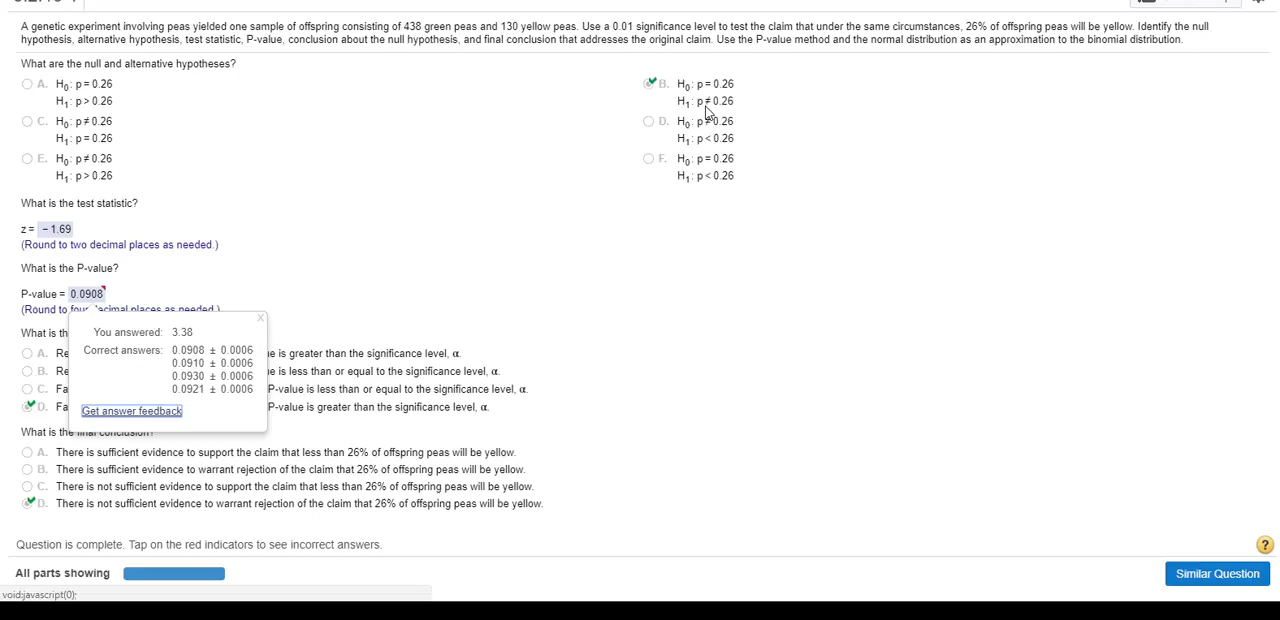 A genetic experiment involving peas yielded one sample of offspring consisting of 438 green peas and 130 yellow peas. Use a 0.01 significance level to test the claim that under the same circumstances, 26% of offspring peas will be yellow. Identify the null
hypothesis, alternative hypothesis, test statistic, P-value, conclusion about the null hypothesis, and final conclusion that addresses the original claim. Use the P-value method and the normal distribution as an approximation to the binomial distribution.
What are the null and alternative hypotheses?
A. H₀: p = 0.26
H₁: p > 0.26
B. H₀: p = 0.26
H₁: p ≠ 0.26
C. H₀: p ≠ 0.26
H₁: p = 0.26
D. H₀: p ≠ 0.26
H₁: p < 0.26
E. H₀: p ≠ 0.26
H₁: p > 0.26
F. H₀: p = 0.26
H₁: p < 0.26
What is the test statistic?
z = − 1.69
(Round to two decimal places as needed.)
What is the P-value?
P-value = 0.0908
(Round to four decimal places as needed.)
x
You answered: 3.38
Correct answers: 0.0908 ± 0.0006
0.0910 ± 0.0006
0.0930 ± 0.0006
0.0921 ± 0.0006
Get answer feedback
What is th
A. Re
e is greater than the significance level, α.
B. Re
e is less than or equal to the significance level, α.
C. Fa
P-value is less than or equal to the significance level, α.
D. Fa
P-value is greater than the significance level, α.
What is the final conclusion?
A. There is sufficient evidence to support the claim that less than 26% of offspring peas will be yellow.
B. There is sufficient evidence to warrant rejection of the claim that 26% of offspring peas will be yellow.
C. There is not sufficient evidence to support the claim that less than 26% of offspring peas will be yellow.
D. There is not sufficient evidence to warrant rejection of the claim that 26% of offspring peas will be yellow.
Question is complete. Tap on the red indicators to see incorrect answers.
?
All parts showing
Similar Question
void:javascript(0);